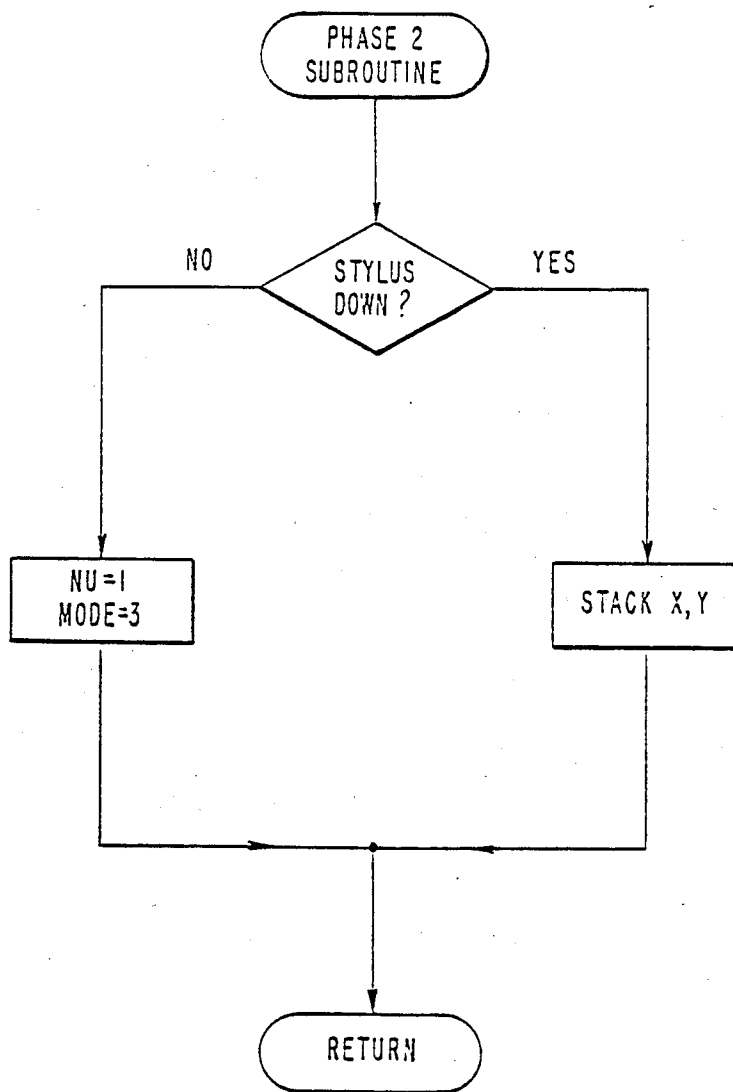 PHASE 2
SUBROUTINE
NO
YES
STYLUS
DOWN ?
NU=1
MODE=3
STACK X,Y
RETURN